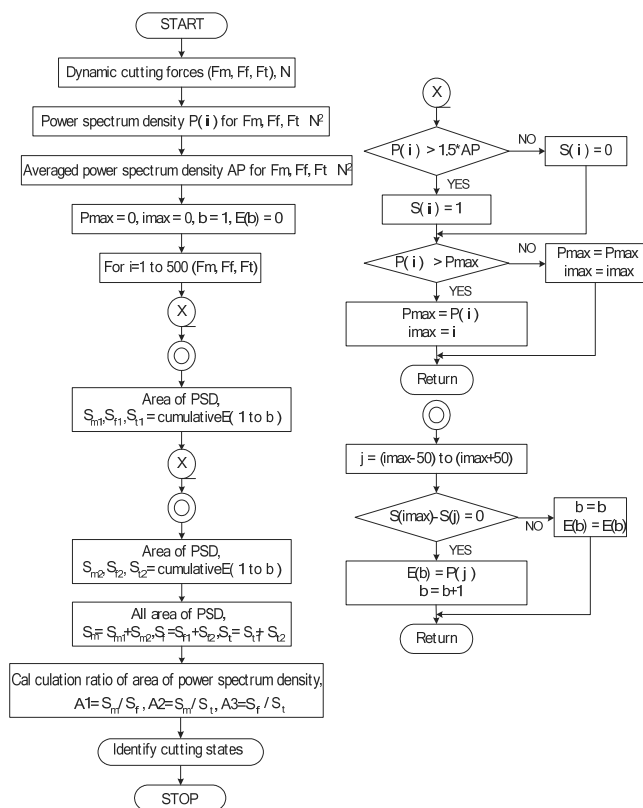 START
Dynamic cutting forces (Fm, Ff, Ft), N
Power spectrum density P(i) for Fm, Ff, Ft N²
Averaged power spectrum density AP for Fm, Ff, Ft N²
Pmax = 0, imax = 0, b = 1, E(b) = 0
For i=1 to 500 (Fm, Ff, Ft)
X
Area of PSD,
Sm1, Sf1, St1 = cumulativeE( 1 to b)
X
Area of PSD,
Sm2, Sf2, St2 = cumulativeE( 1 to b)
All area of PSD,
Sm= Sm1+Sm2, Sf=Sf1+Sf2, St= St1+ St2
Cal culation ratio of area of power spectrum density,
A1=Sm/ Sf , A2=Sm/ St , A3=Sf / St
Identify cutting states
STOP
X
P( i ) > 1.5*AP
NO
S( i ) = 0
YES
S( i ) = 1
P( i ) > Pmax
NO
Pmax = Pmax
imax = imax
YES
Pmax = P( i )
imax = i
Return
j = (imax-50) to (imax+50)
S(imax)-S( j ) = 0
NO
b = b
E(b) = E(b)
YES
E(b) = P( j )
b = b+1
Return